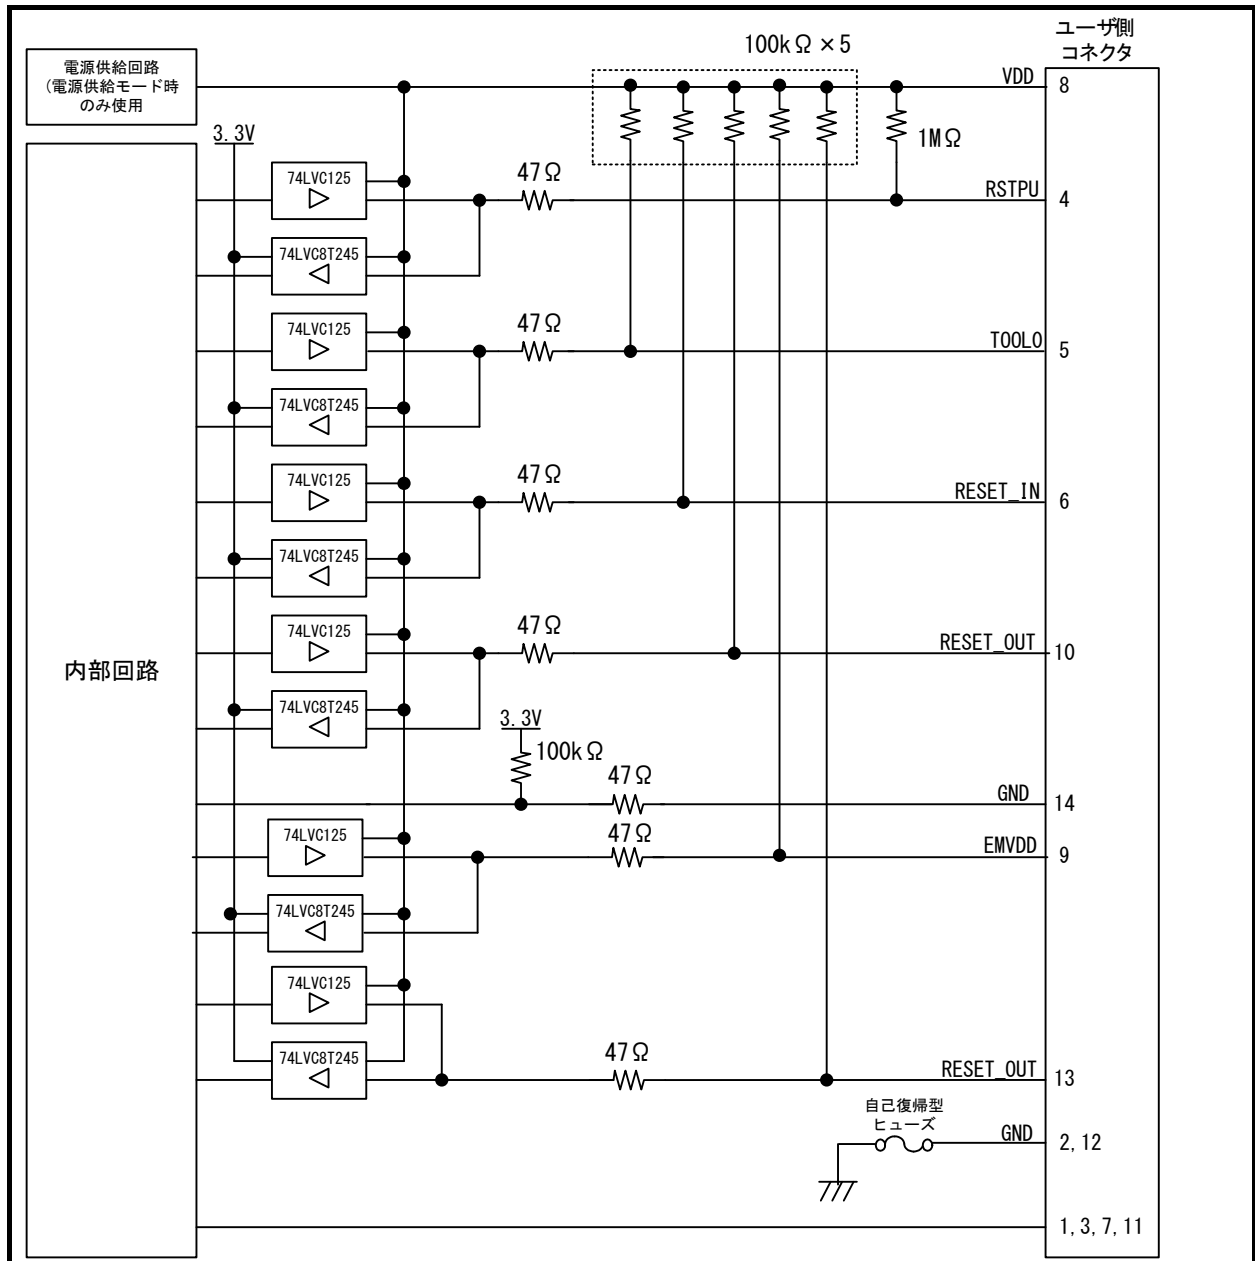 ユーザ側
コネクタ
100kΩ×5
電源供給回路
(電源供給モード時
のみ使用
VDD
8
3.3V
1MΩ
74LVC125
47Ω
RSTPU
4
74LVC8T245
74LVC125
47Ω
TOOL0
5
74LVC8T245
74LVC125
47Ω
RESET_IN
6
74LVC8T245
74LVC125
47Ω
RESET_OUT
10
内部回路
74LVC8T245
3.3V
100kΩ
47Ω
GND
14
74LVC125
47Ω
EMVDD
9
74LVC8T245
74LVC125
74LVC8T245
47Ω
RESET_OUT
13
自己復帰型
ヒューズ
GND
2,12
1,3,7,11